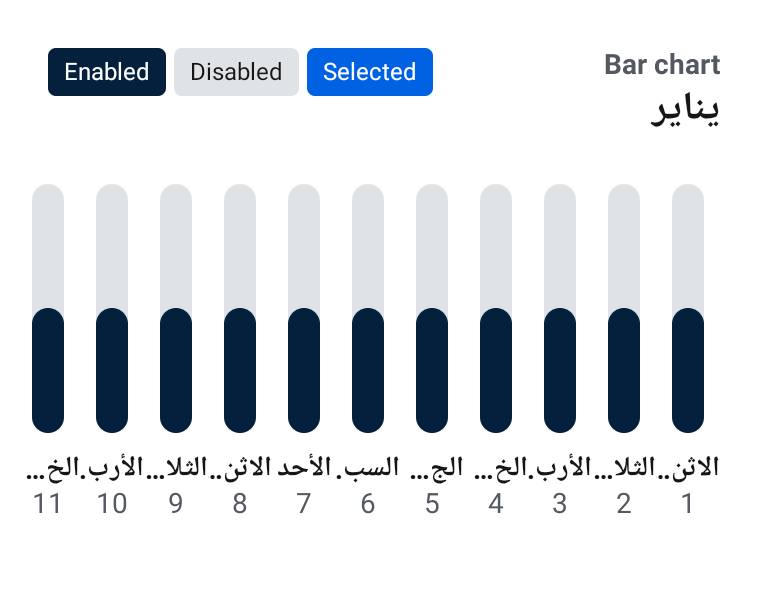 Bar chart
يناير
Enabled Disabled Selected
الاثن.. الثلا... الأرب. الخ... الج... السب. الأحد الاثن.. الثلا... الأرب. الخ...
1 2 3 4 5 6 7 8 9 10 11